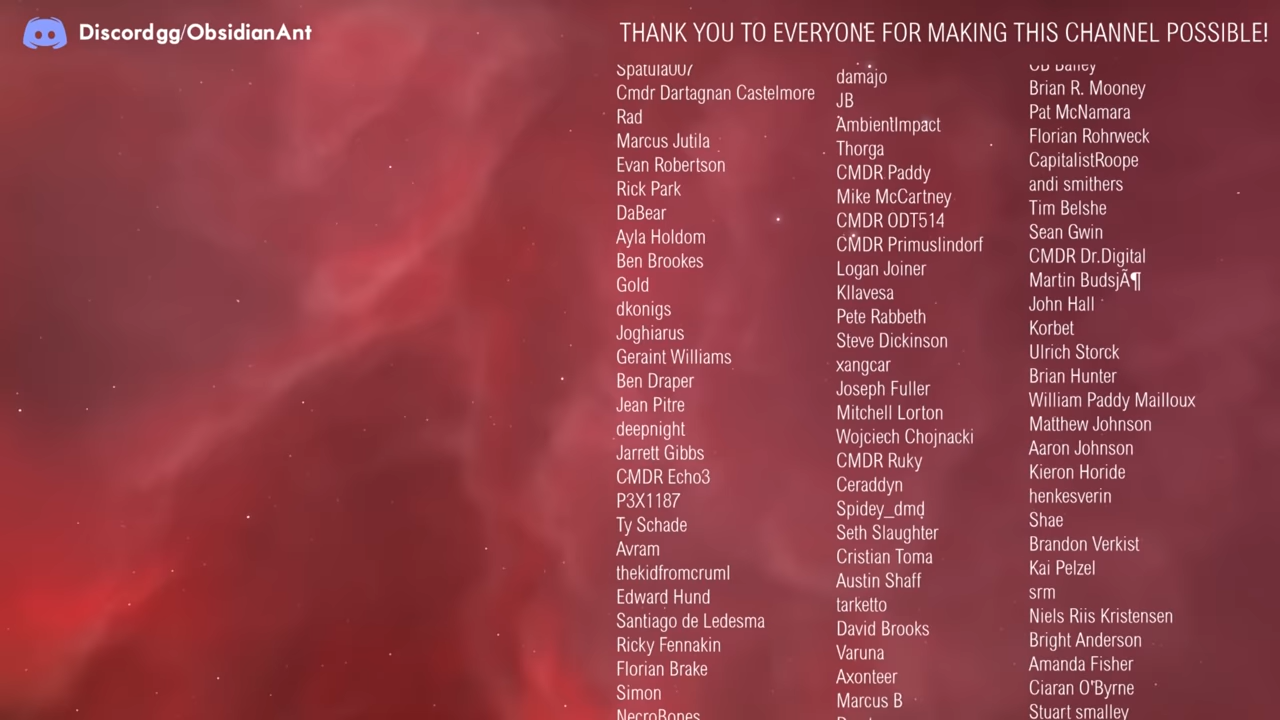 Discordgg/ObsidianAnt
THANK YOU TO EVERYONE FOR MAKING THIS CHANNEL POSSIBLE!
Spatula007
Cmdr Dartagnan Castelmore
Rad
Marcus Jutila
Evan Robertson
Rick Park
DaBear
Ayla Holdom
Ben Brookes
Gold
dkonigs
Joghiarus
Geraint Williams
Ben Draper
Jean Pitre
deepnight
Jarrett Gibbs
CMDR Echo3
P3X1187
Ty Schade
Avram
thekidfromcruml
Edward Hund
Santiago de Ledesma
Ricky Fennakin
Florian Brake
Simon
NecroBones
damajo
JB
AmbientImpact
Thorga
CMDR Paddy
Mike McCartney
CMDR ODT514
CMDR Primuslindorf
Logan Joiner
Kllavesa
Pete Rabbeth
Steve Dickinson
xangcar
Joseph Fuller
Mitchell Lorton
Wojciech Chojnacki
CMDR Ruky
Ceraddyn
Spidey_dmd
Seth Slaughter
Cristian Toma
Austin Shaff
tarketto
David Brooks
Varuna
Axonteer
Marcus B
Bailey
Brian R. Mooney
Pat McNamara
Florian Rohrweck
CapitalistRoope
andi smithers
Tim Belshe
Sean Gwin
CMDR Dr.Digital
Martin BudsjÃ¶
John Hall
Korbet
Ulrich Storck
Brian Hunter
William Paddy Mailloux
Matthew Johnson
Aaron Johnson
Kieron Horide
henkesverin
Shae
Brandon Verkist
Kai Pelzel
srm
Niels Riis Kristensen
Bright Anderson
Amanda Fisher
Ciaran O'Byrne
Stuart smalley